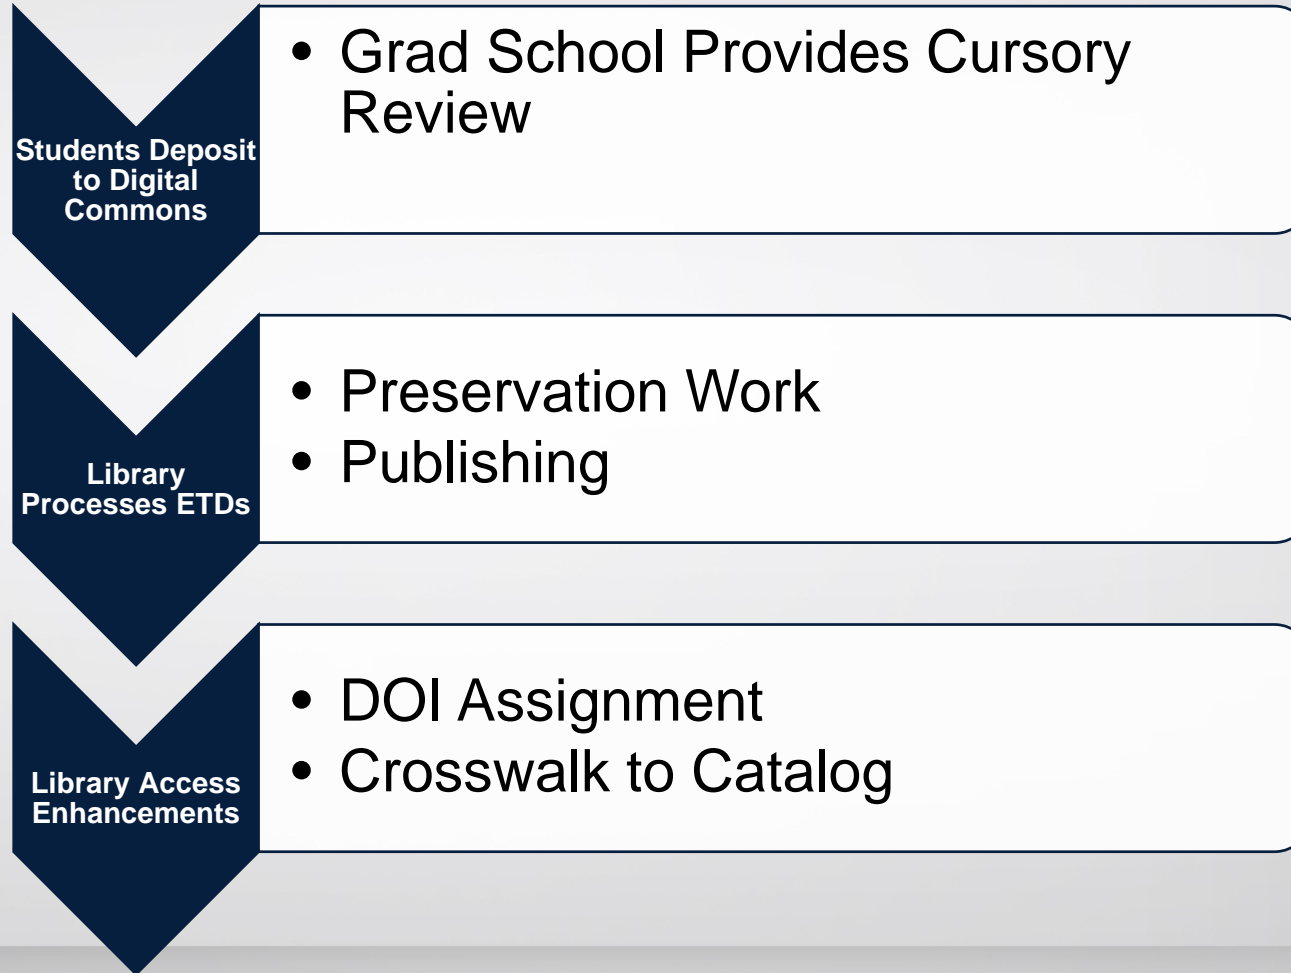 Students Deposit
to Digital
Commons
• Grad School Provides Cursory
Review
Library
Processes ETDs
• Preservation Work
• Publishing
Library Access
Enhancements
• DOI Assignment
• Crosswalk to Catalog